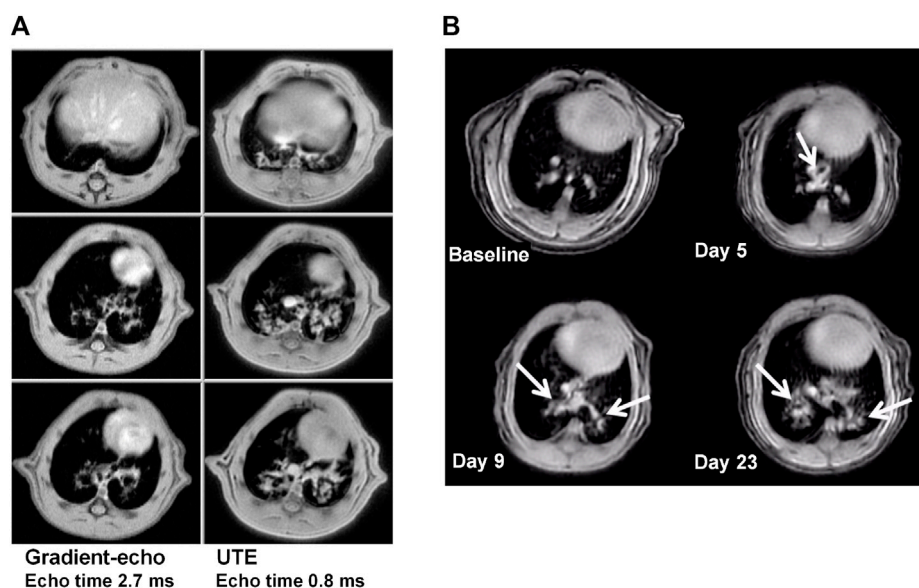 A
B
Baseline
Day 5
Day 9
Day 23
Gradient-echo
Echo time 2.7 ms
UTE
Echo time 0.8 ms